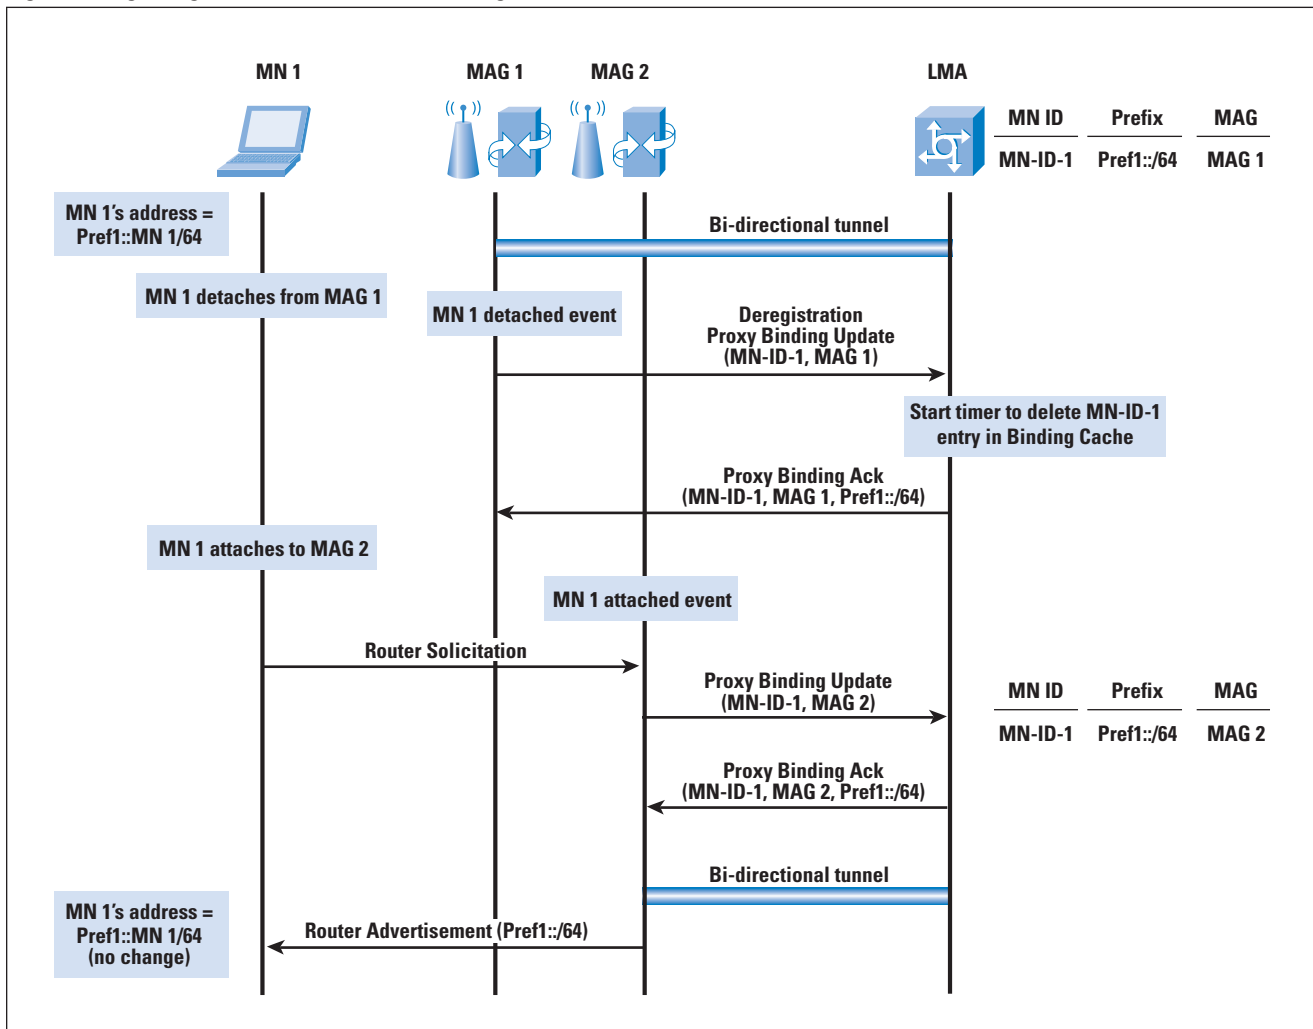 MN 1
MAG 1
MAG 2
LMA
MN ID
Prefix
MAG
MN-ID-1
Pref1::/64
MAG 1
MN 1's address =
Pref1::MN 1/64
Bi-directional tunnel
MN 1 detaches from MAG 1
MN 1 detached event
Deregistration
Proxy Binding Update
(MN-ID-1, MAG 1)
Start timer to delete MN-ID-1
entry in Binding Cache
Proxy Binding Ack
(MN-ID-1, MAG 1, Pref1::/64)
MN 1 attaches to MAG 2
MN 1 attached event
Router Solicitation
Proxy Binding Update
(MN-ID-1, MAG 2)
MN ID
Prefix
MAG
MN-ID-1
Pref1::/64
MAG 2
Proxy Binding Ack
(MN-ID-1, MAG 2, Pref1::/64)
Bi-directional tunnel
MN 1's address =
Pref1::MN 1/64
(no change)
Router Advertisement (Pref1::/64)